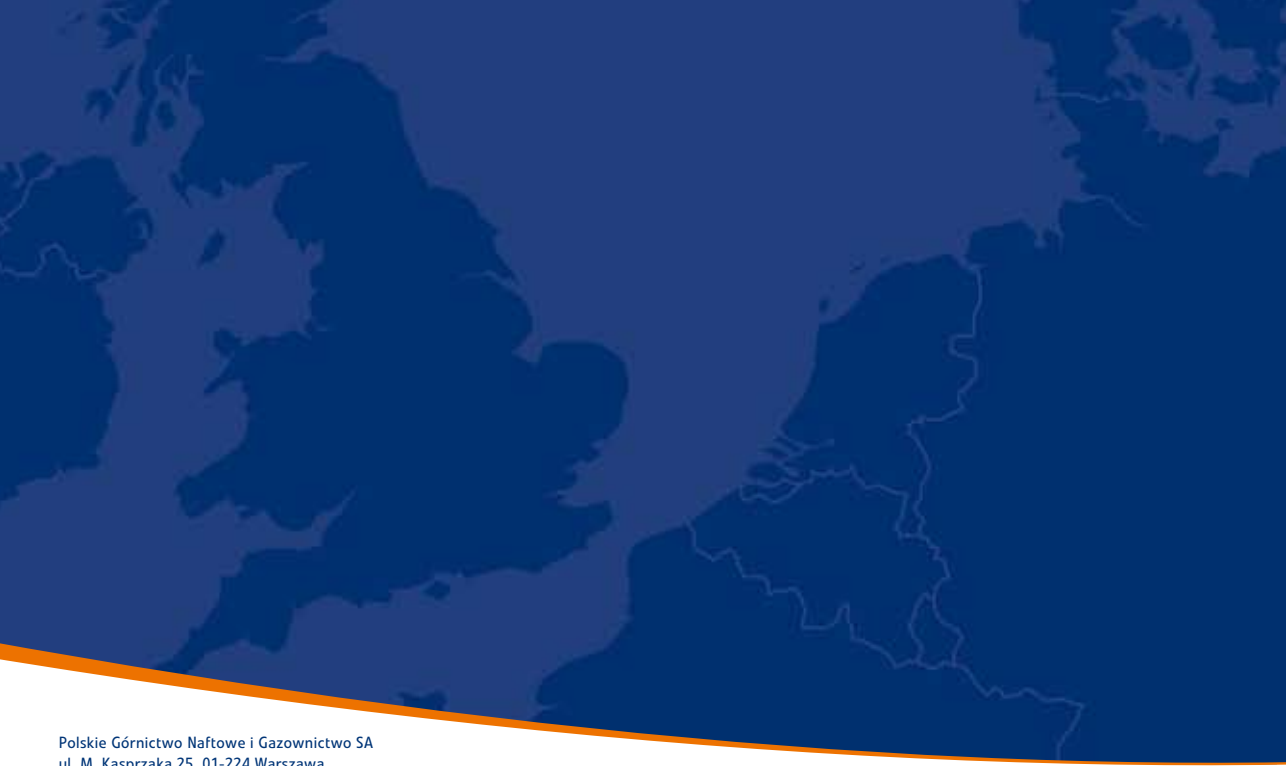 Polskie Górnictwo Naftowe i Gazownictwo SA
ul. M. Kasprzaka 25, 01-224 Warszawa